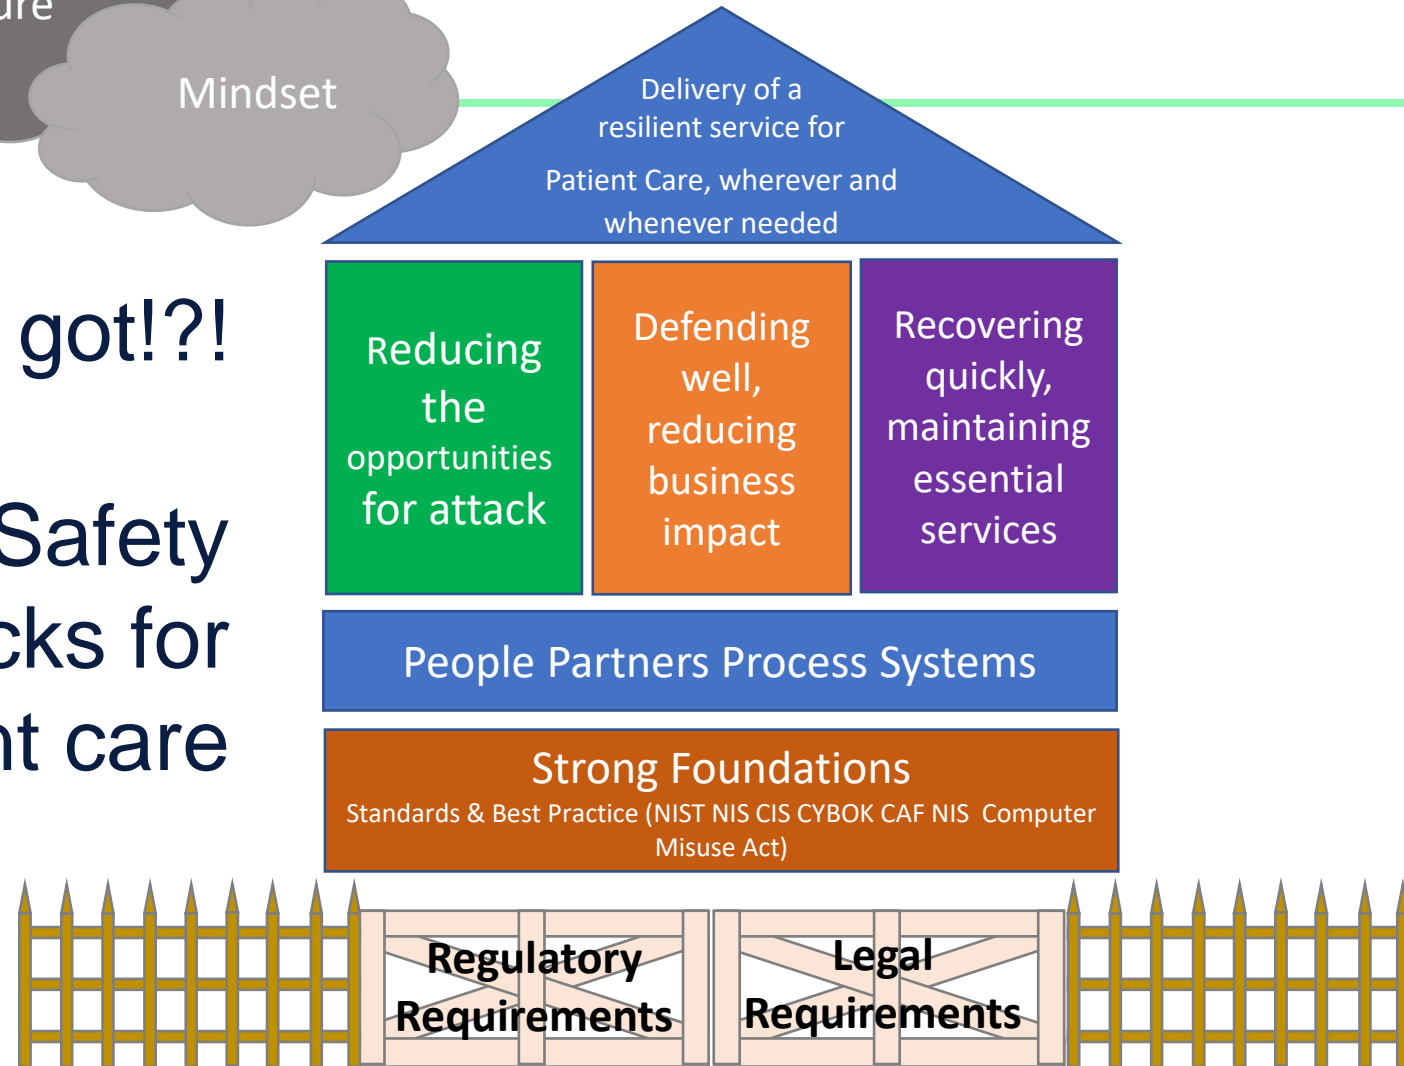 ure
Mindset
got!?!
Safety
cks for
nt care
Delivery of a
resilient service for
Patient Care, wherever and
whenever needed
Reducing
the
opportunities
for attack
Defending
well,
reducing
business
impact
Recovering
quickly,
maintaining
essential
services
People Partners Process Systems
Strong Foundations
Standards & Best Practice (NIST NIS CIS CYBOK CAF NIS Computer
Misuse Act)
Regulatory
Requirements
Legal
Requirements